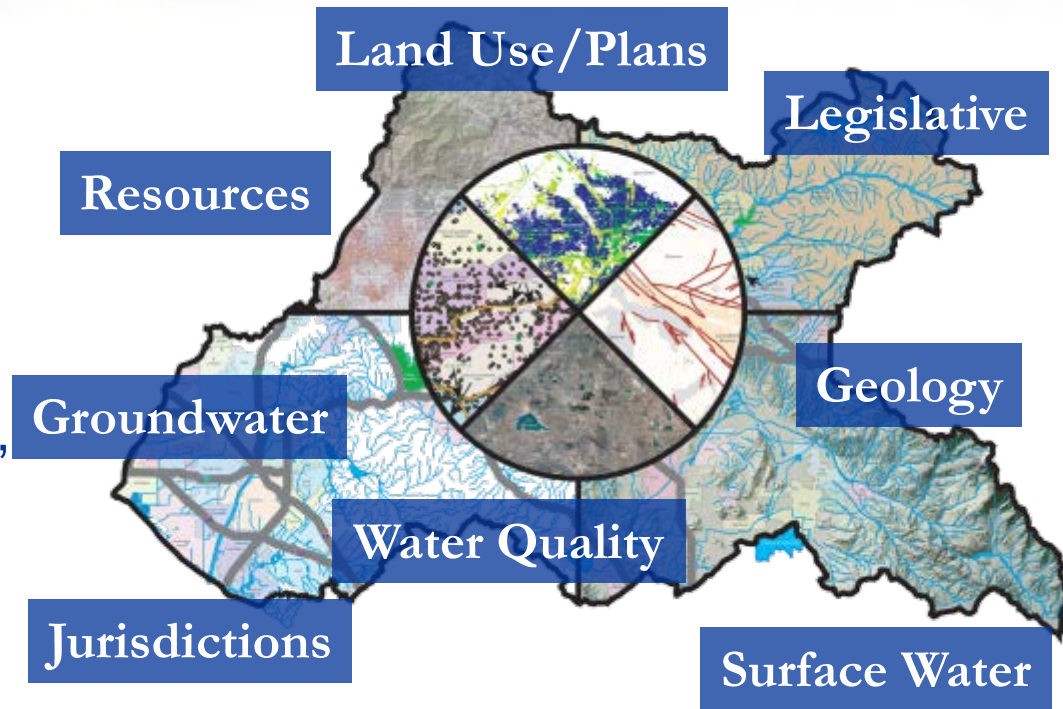 Land Use/Plans
Legislative
Resources
Geology
, Groundwater
Water Quality
Jurisdictions
Surface Water